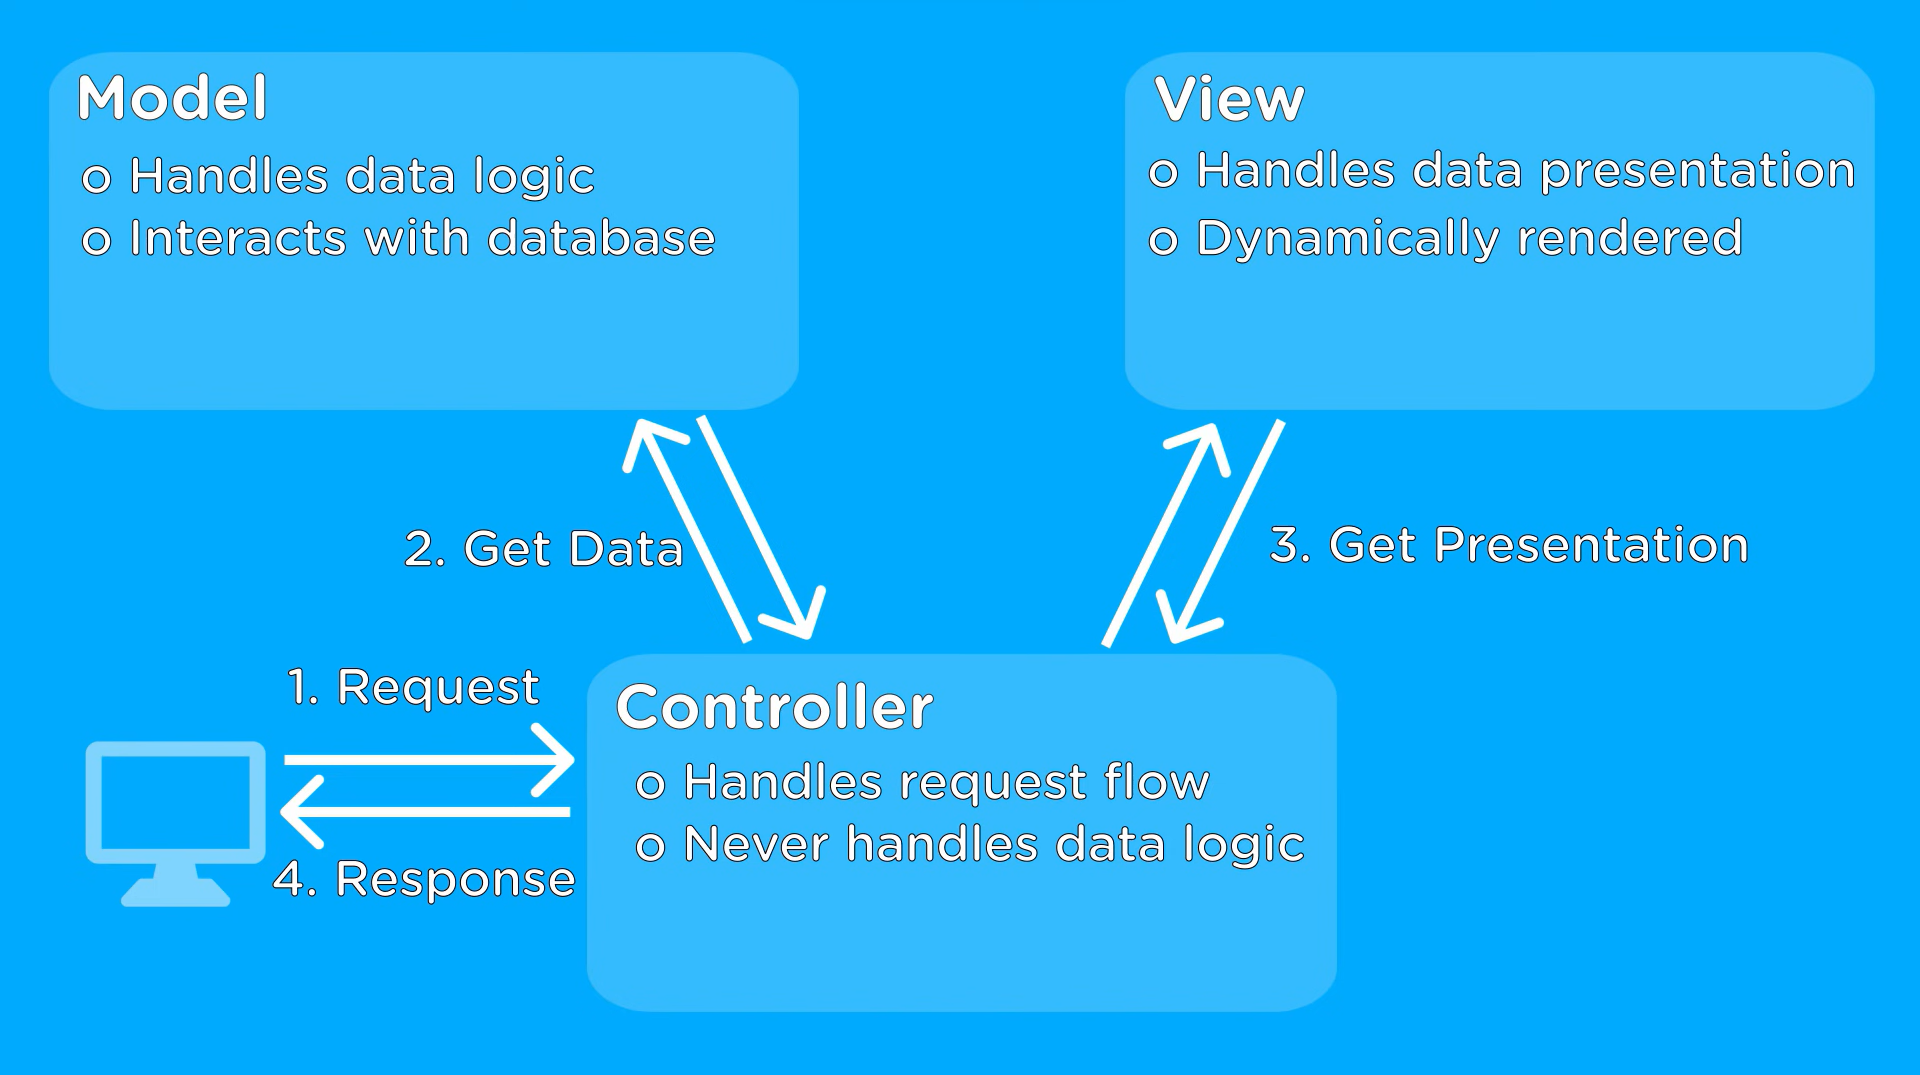 Model
o Handles data logic
o Interacts with database
View
o Handles data presentation
o Dynamically rendered
2. Get Data
3. Get Presentation
1. Request
4. Response
Controller
o Handles request flow
o Never handles data logic